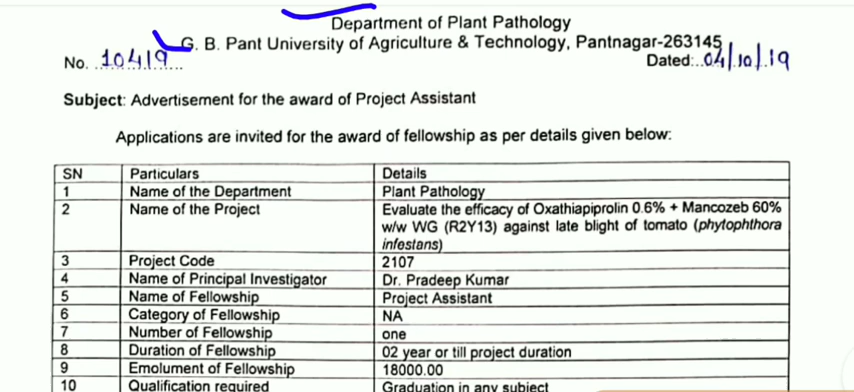 Department of Plant Pathology
G. B. Pant University of Agriculture & Technology, Pantnagar-263145
No. 10419 Dated: 04/10/19
Subject: Advertisement for the award of Project Assistant
Applications are invited for the award of fellowship as per details given below:
SN Particulars Details
1 Name of the Department Plant Pathology
2 Name of the Project Evaluate the efficacy of Oxathiapiprolin 0.6% + Mancozeb 60%
w/w WG (R2Y13) against late blight of tomato (phytophthora
infestans)
3 Project Code 2107
4 Name of Principal Investigator Dr. Pradeep Kumar
5 Name of Fellowship Project Assistant
6 Category of Fellowship NA
7 Number of Fellowship one
8 Duration of Fellowship 02 year or till project duration
9 Emolument of Fellowship 18000.00
10 Qualification required Graduation in any subject